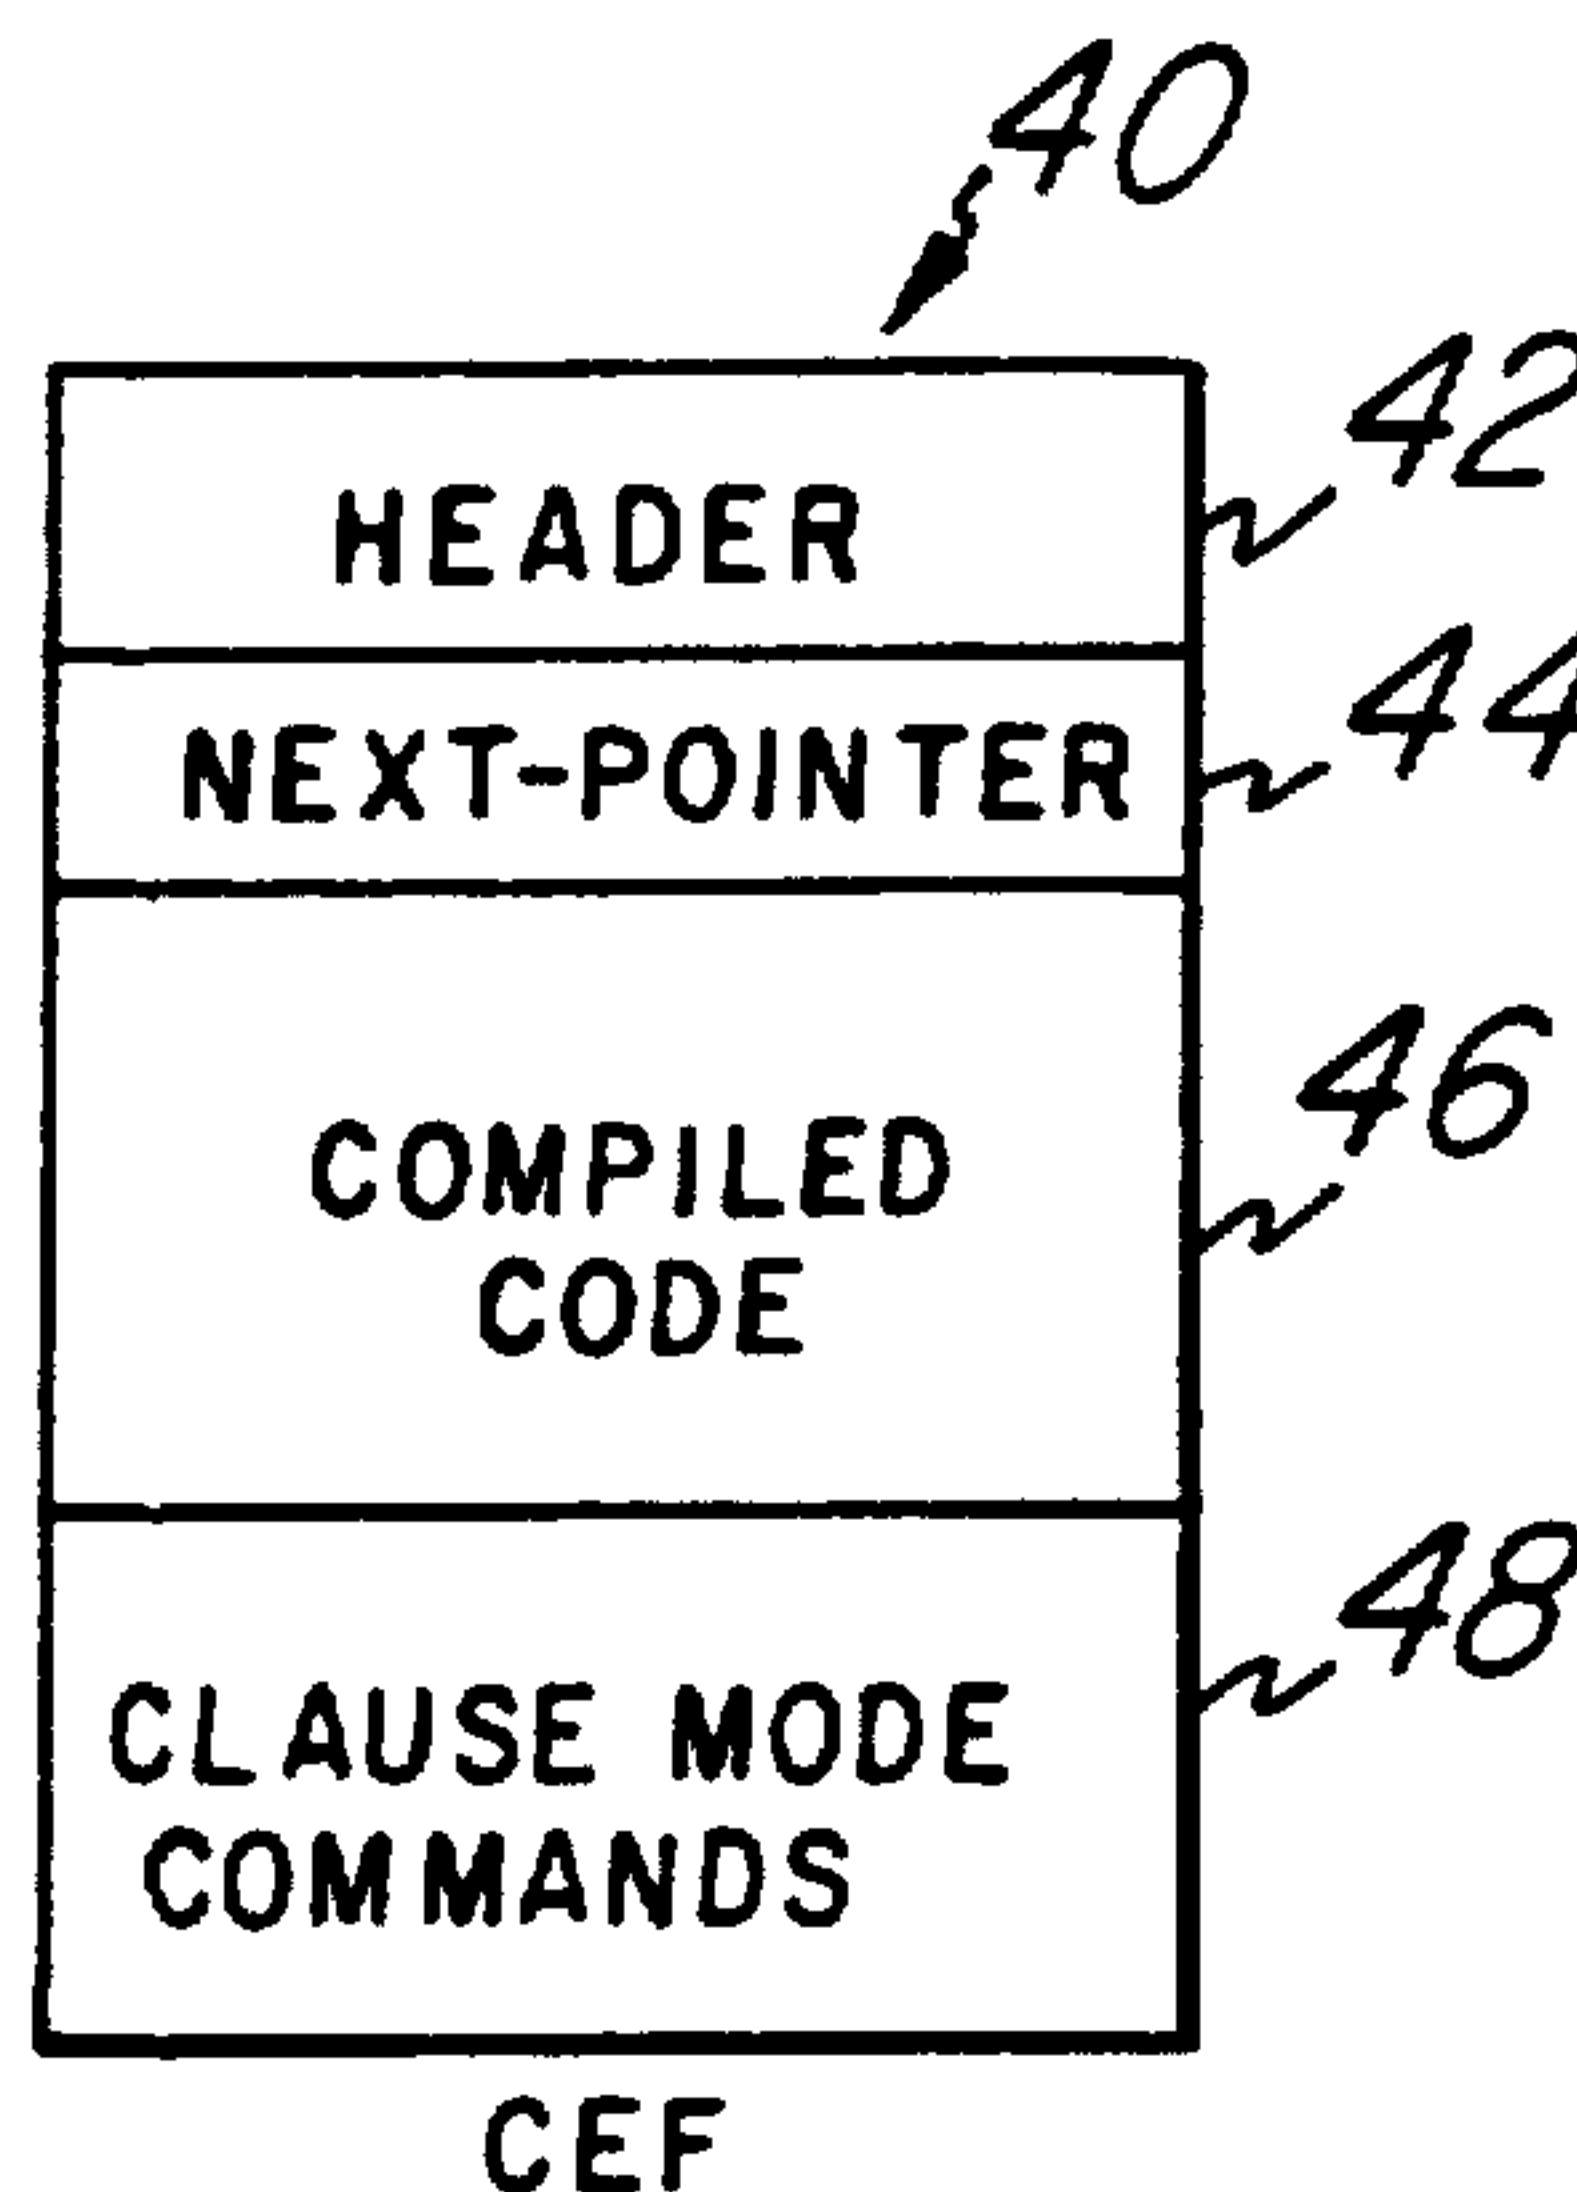 40
HEADER
42
NEXT-POINTER
44
COMPILED
CODE
46
CLAUSE MODE
COMMANDS
48
CEF